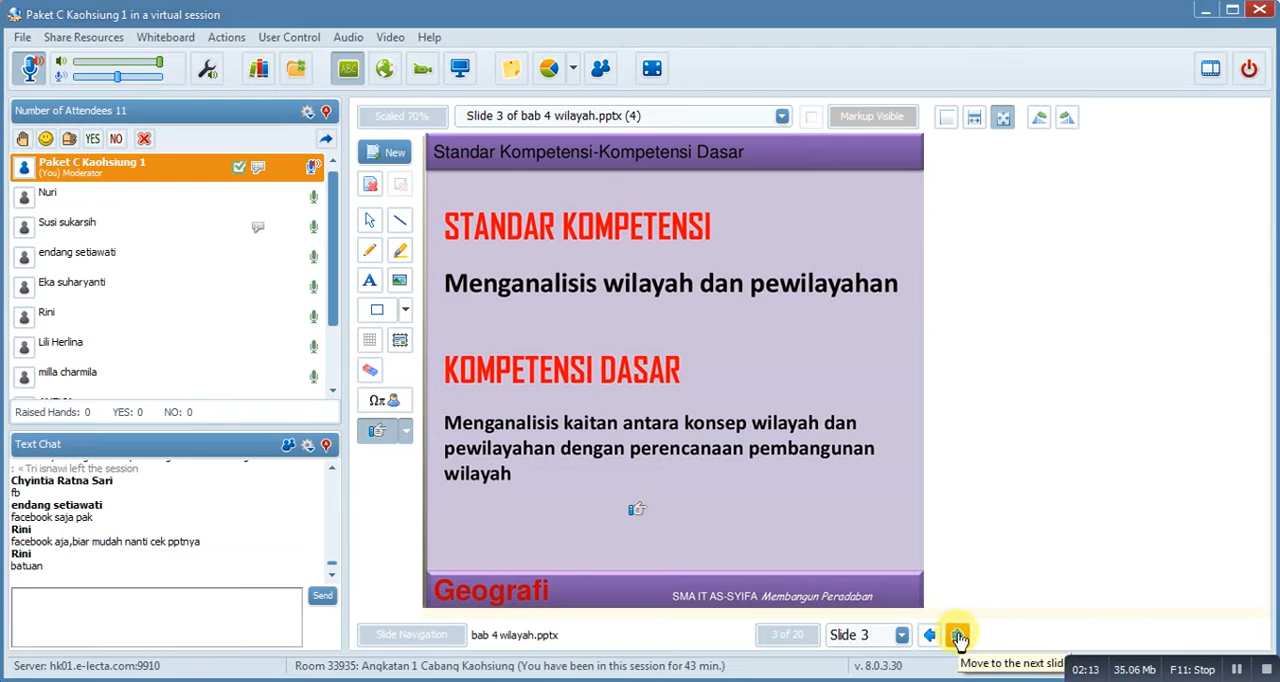 Paket C Kaohsiung 1 in a virtual session
File Share Resources Whiteboard Actions User Control Audio Video Help
ABC
Number of Attendees 11
YES NO
Paket C Kaohsiung 1
(You) Moderator
Nuri
Susi sukarsih
endang setiawati
Eka suharyanti
Rini
Lili Herlina
milla charmila
Raised Hands: 0 YES: 0 NO: 0
Text Chat
: «Tri isnawi left the session
Chyintia Ratna Sari
fb
endang setiawati
facebook saja pak
Rini
facebook aja,biar mudah nanti cek pptnya
Rini
batuan
Send
Scaled 70% Slide 3 of bab 4 wilayah.pptx (4) Markup Visible
New
A
Ωπ
Standar Kompetensi-Kompetensi Dasar
STANDAR KOMPETENSI
Menganalisis wilayah dan pewilayahan
KOMPETENSI DASAR
Menganalisis kaitan antara konsep wilayah dan
pewilayahan dengan perencanaan pembangunan
wilayah
Geografi SMA IT AS-SYIFA Membangun Peradaban
Slide Navigation bab 4 wilayah.pptx 3 of 20 Slide 3
Move to the next slid
Server: hk01.e-lecta.com:9910 Room 33935: Angkatan 1 Cabang Kaohsiung (You have been in this session for 43 min.) v. 8.0.3.30
02:13 35.06 Mb F11: Stop